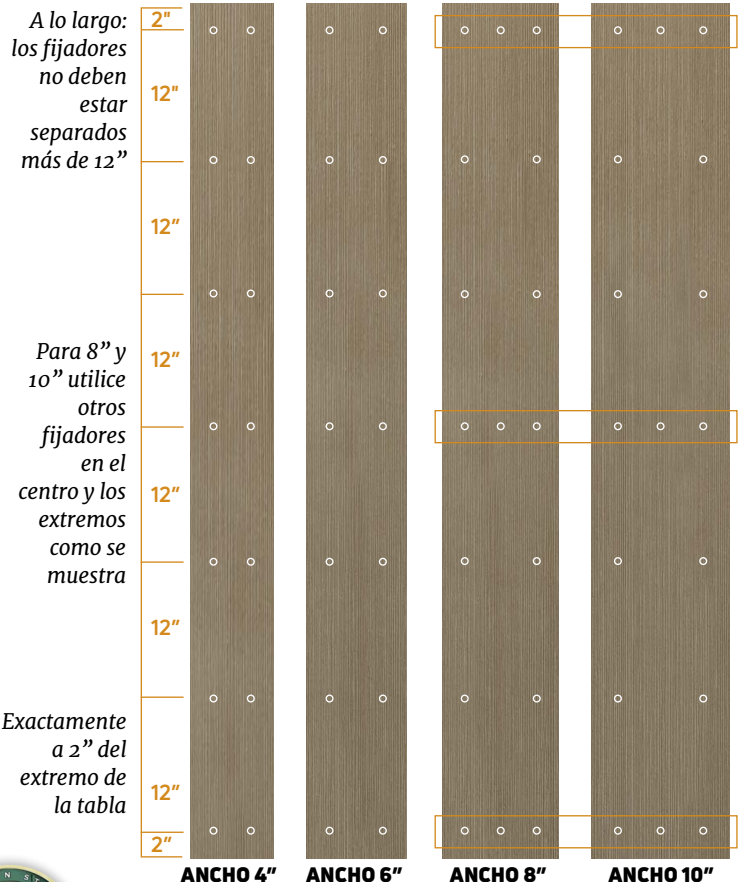 A lo largo:
los fijadores
no deben
estar
separados
más de 12”
Para 8” y
10” utilice
otros
fijadores
en el
centro y los
extremos
como se
muestra
Exactamente
a 2” del
extremo de
la tabla
2”
12”
12”
12”
12”
12”
12”
2”
ANCHO 4” ANCHO 6” ANCHO 8” ANCHO 10”